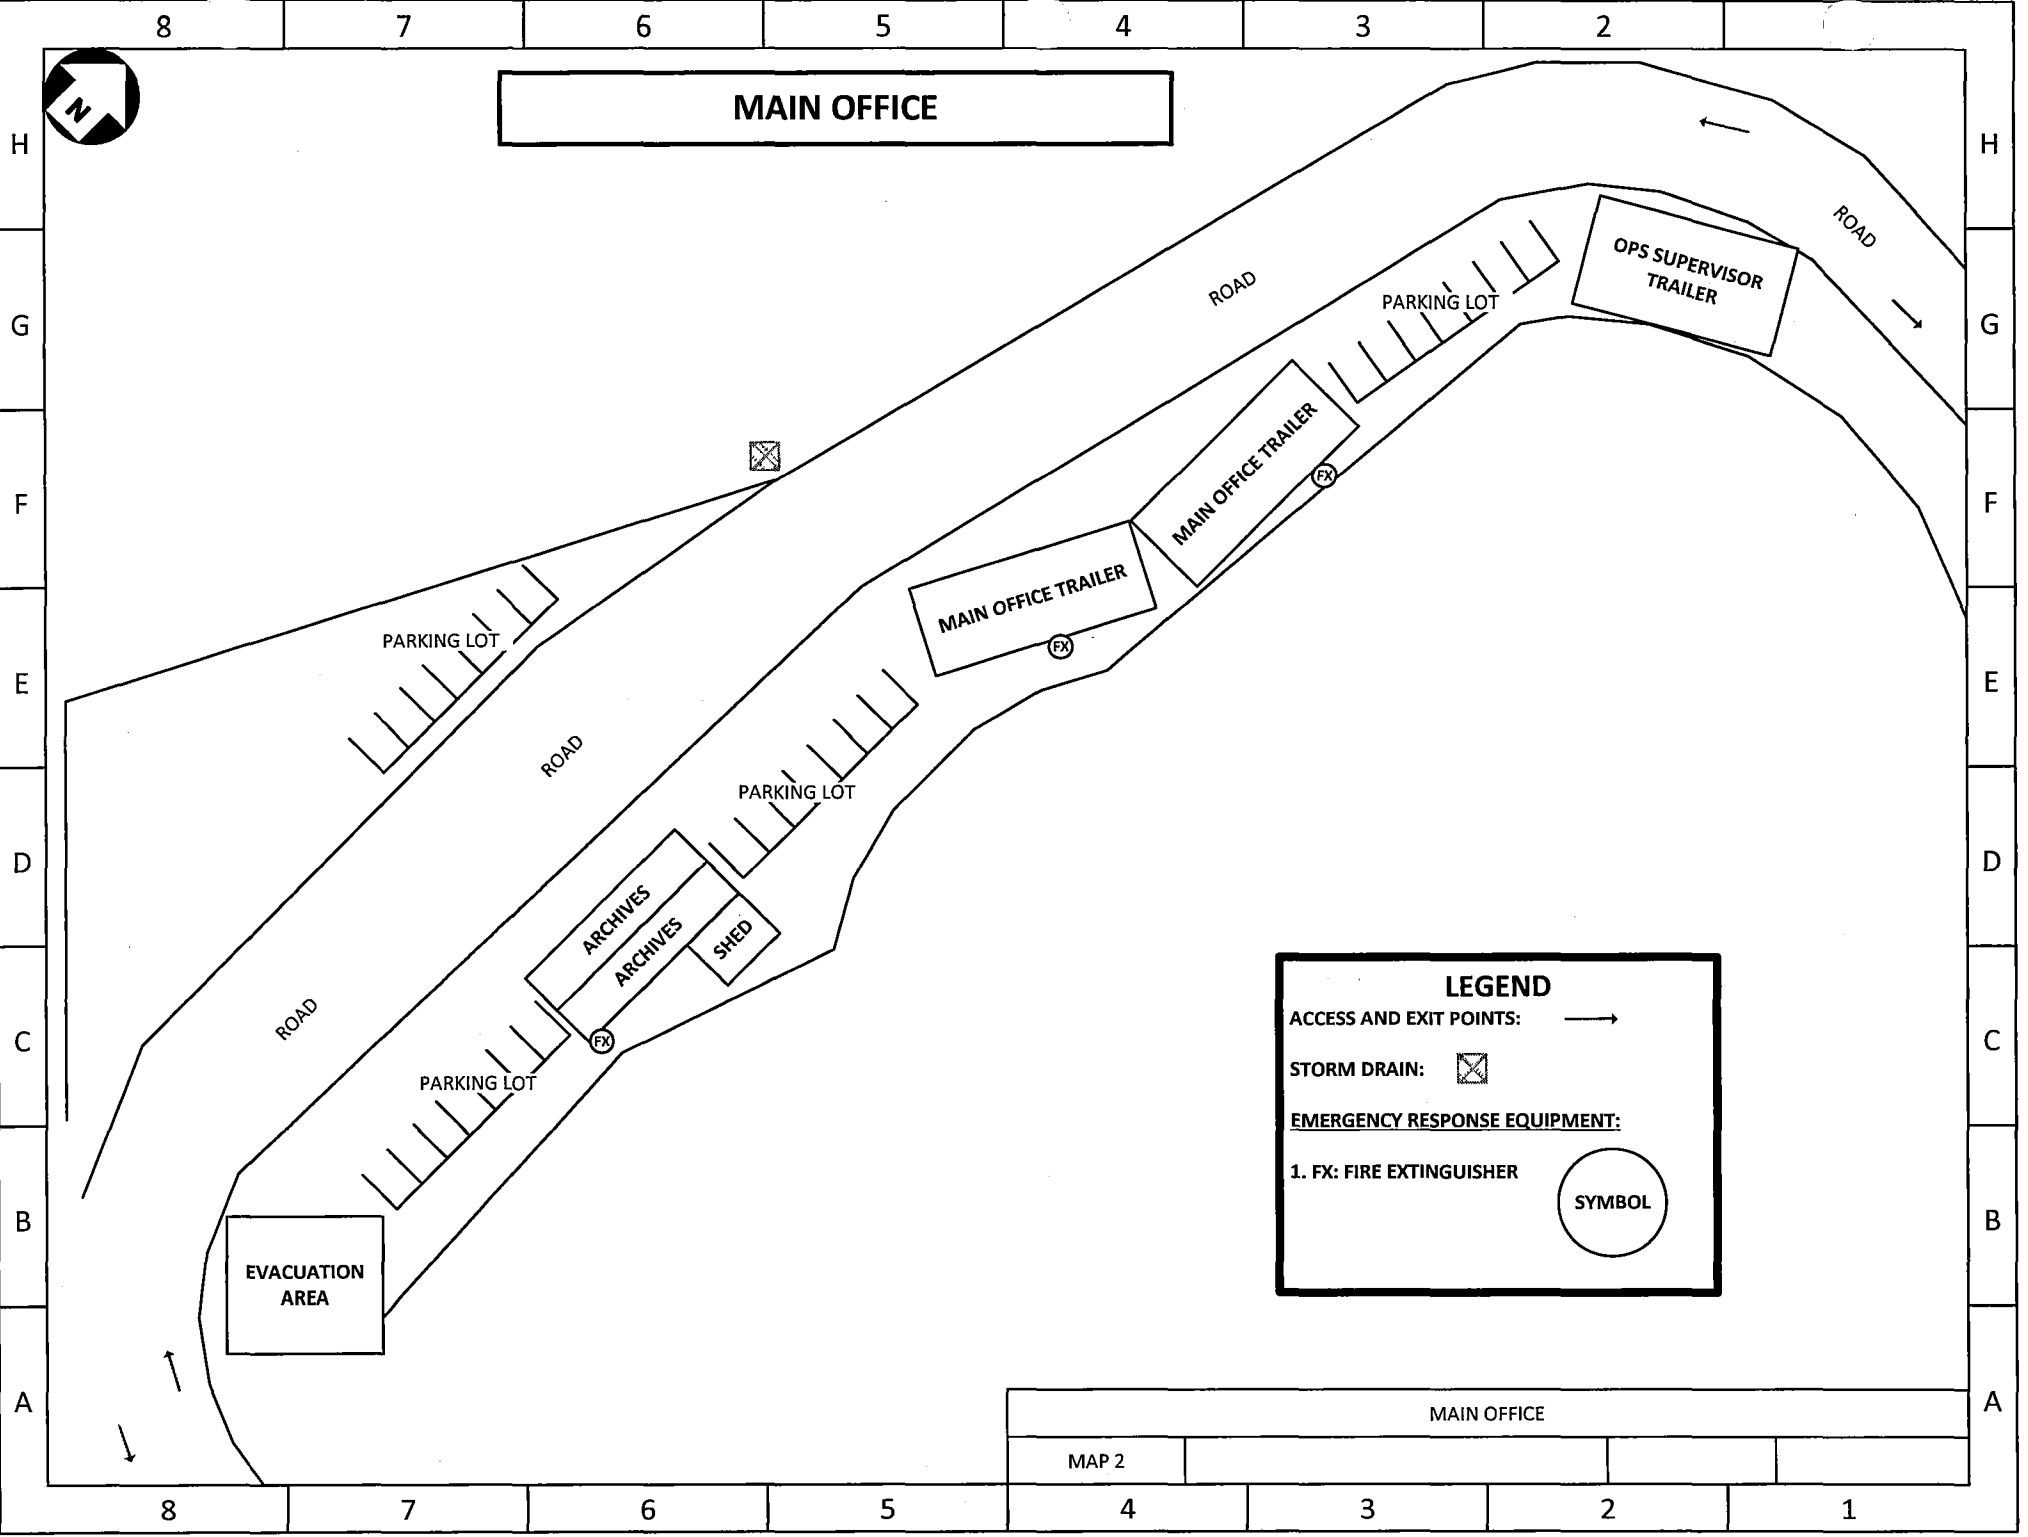 8 7 6 5 4 3 2
N
MAIN OFFICE
H H
ROAD
OPS SUPERVISOR
TRAILER
ROAD
PARKING LOT
G G
MAIN OFFICE TRAILER
FX
F F
MAIN OFFICE TRAILER
FX
PARKING LOT
E E
ROAD
PARKING LOT
D D
ARCHIVES
ARCHIVES
SHED
ROAD
FX
C C
PARKING LOT
LEGEND
ACCESS AND EXIT POINTS:
STORM DRAIN:
EMERGENCY RESPONSE EQUIPMENT:
1. FX: FIRE EXTINGUISHER
SYMBOL
B B
EVACUATION
AREA
A A
MAIN OFFICE
MAP 2
8 7 6 5 4 3 2 1